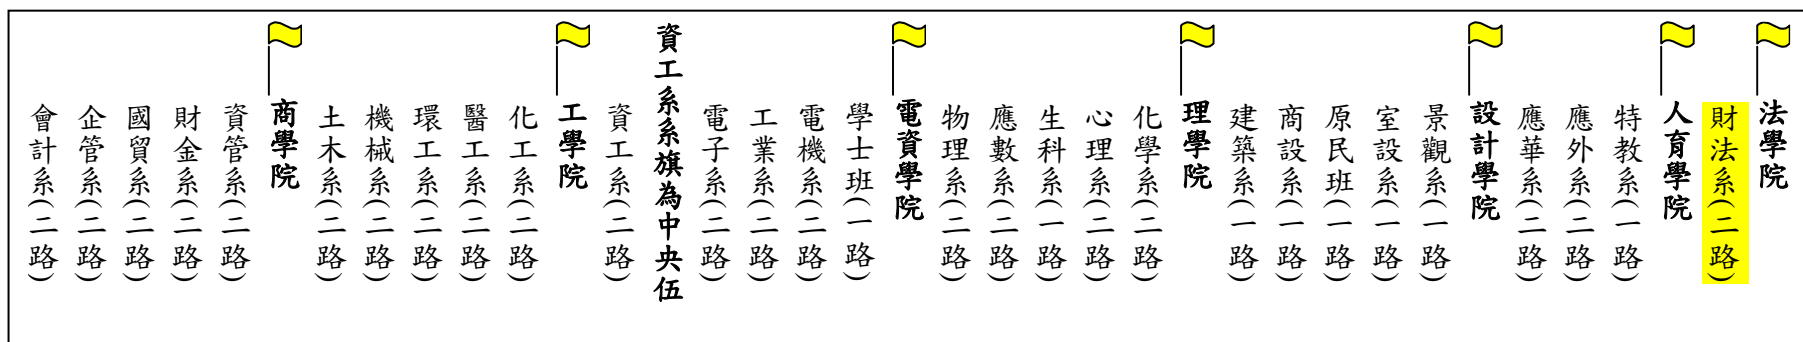 法學院
財法系(二路)
人育學院
特教系(一路)
應外系(二路)
應華系(二路)
設計學院
景觀系(一路)
室設系(一路)
原民班(一路)
商設系(一路)
建築系(一路)
理學院
化學系(二路)
心理系(二路)
生科系(一路)
應數系(二路)
物理系(二路)
電資學院
學士班(一路)
電機系(二路)
工業系(二路)
電子系(二路)
資工系系旗為中央伍
資工系(二路)
工學院
化工系(二路)
醫工系(二路)
環工系(二路)
機械系(二路)
土木系(二路)
商學院
資管系(二路)
財金系(二路)
國貿系(二路)
企管系(二路)
會計系(二路)